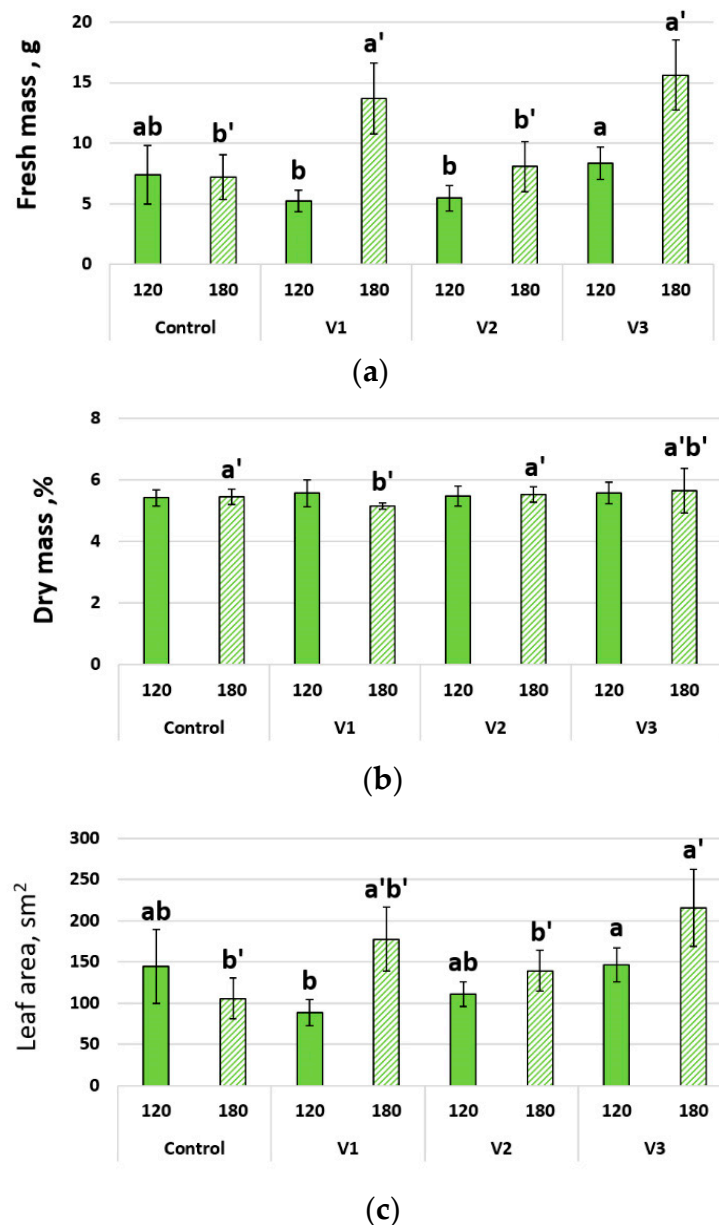 Fresh mass , g
20
15
10
5
0
ab
b'
b
a'
b
b'
a
a'
120 180 120 180 120 180 120 180
Control V1 V2 V3
(a)
Dry mass ,%
8
6
4
2
0
a'
b'
a'
a'b'
120 180 120 180 120 180 120 180
Control V1 V2 V3
(b)
Leaf area, sm²
300
250
200
150
100
50
0
ab
b'
b
a'b'
ab
b'
a
a'
120 180 120 180 120 180 120 180
Control V1 V2 V3
(c)